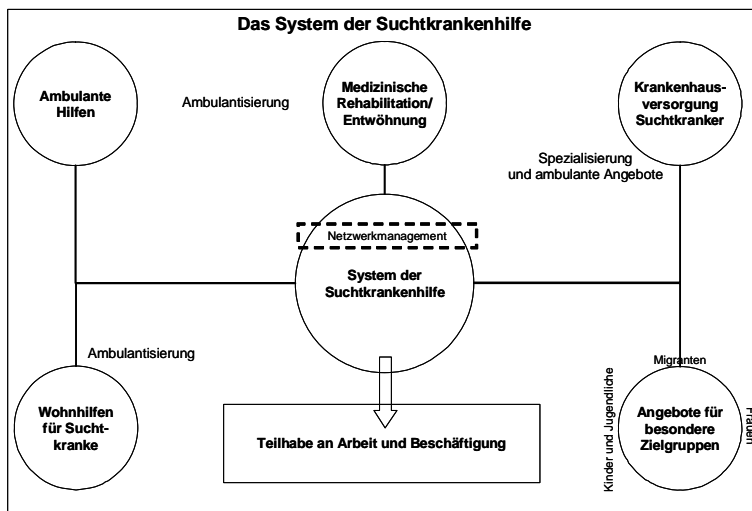 Das System der Suchtkrankenhilfe
Ambulante
Hilfen
Ambulantisierung
Medizinische
Rehabilitation/
Entwöhnung
Krankenhaus-
versorgung
Suchtkranker
Spezialisierung
und ambulante Angebote
Netzwerkmanagement
System der
Suchtkrankenhilfe
Ambulantisierung
Wohnhilfen
für Sucht-
kranke
Teilhabe an Arbeit und Beschäftigung
Migranten
Kinder und Jugendliche
Angebote für
besondere
Zielgruppen
Frauen